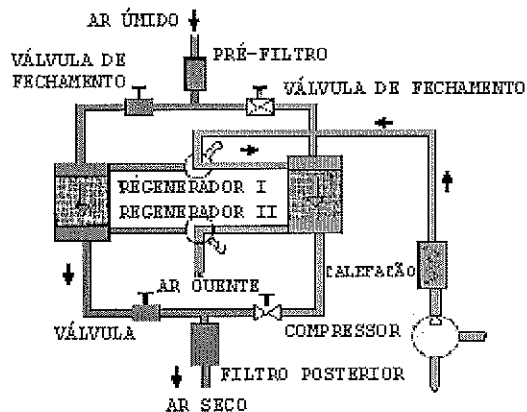 AR ÚMIDO
PRÉ-FILTRO
VÁLVULA DE
FECHAMENTO
VÁLVULA DE FECHAMENTO
REGENERADOR I
REGENERADOR II
AR QUENTE
CALEFAÇÃO
VÁLVULA
COMPRESSOR
FILTRO POSTERIOR
AR SECO